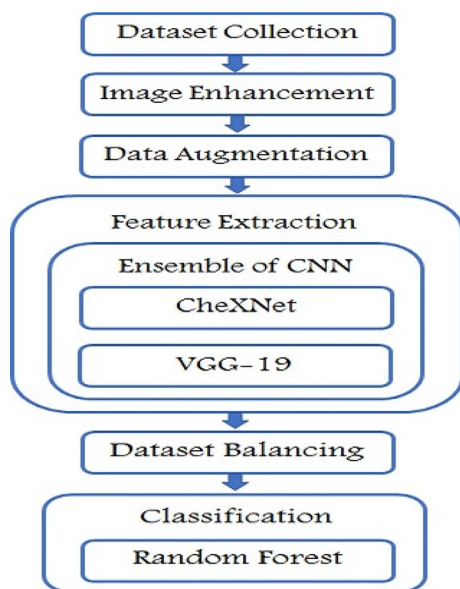 Dataset Collection
Image Enhancement
Data Augmentation
Feature Extraction
Ensemble of CNN
CheXNet
VGG-19
Dataset Balancing
Classification
Random Forest